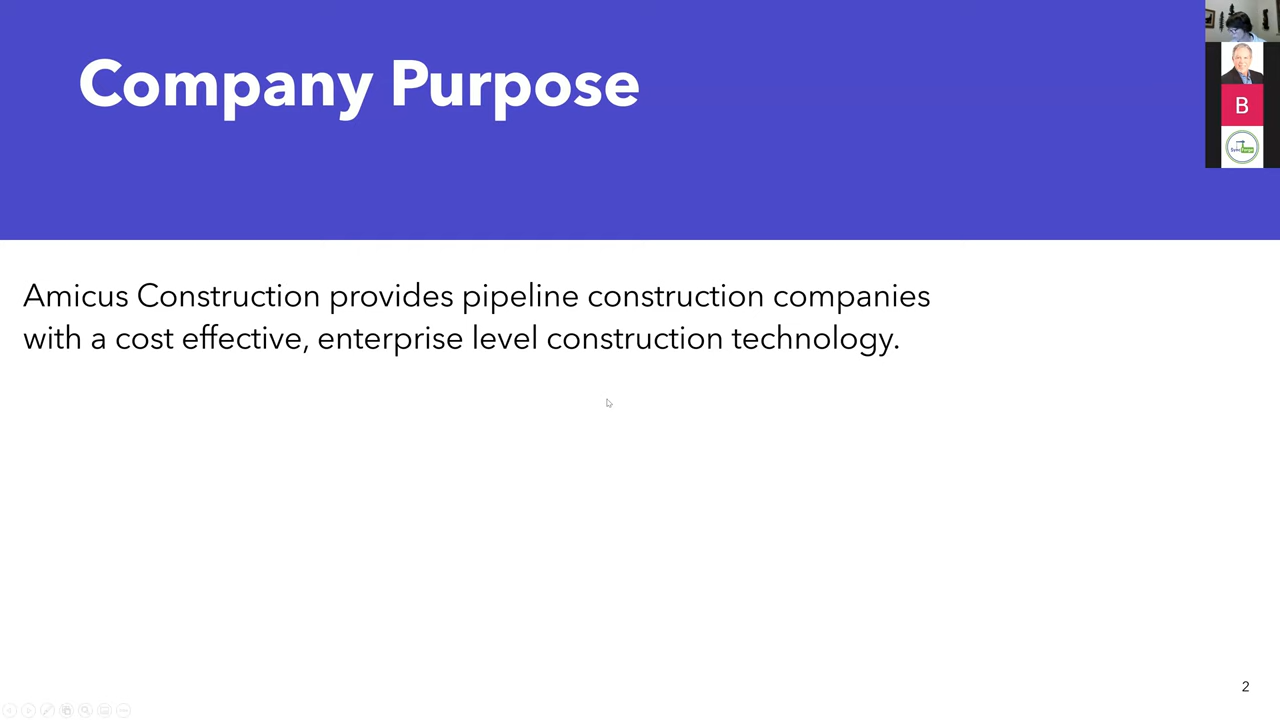 Company Purpose
B
Amicus Construction provides pipeline construction companies
with a cost effective, enterprise level construction technology.
2